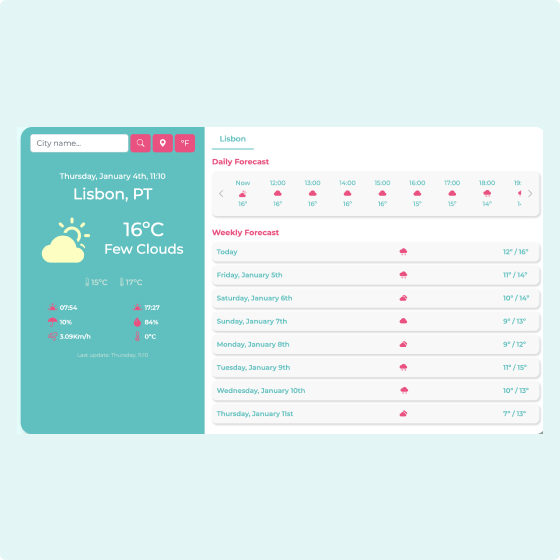 City name...
°F
Thursday, January 4th, 11:10
Lisbon, PT
16°C
Few Clouds
15°C 17°C
07:54 17:27
10% 84%
3.09Km/h 0°C
Last update: Thursday, 11:10
Lisbon
Daily Forecast
Now 12:00 13:00 14:00 15:00 16:00 17:00 18:00
16° 16° 16° 16° 16° 15° 15° 14°
Weekly Forecast
Today 12° / 16°
Friday, January 5th 11° / 14°
Saturday, January 6th 10° / 14°
Sunday, January 7th 9° / 13°
Monday, January 8th 9° / 12°
Tuesday, January 9th 11° / 15°
Wednesday, January 10th 10° / 13°
Thursday, January 11st 7° / 13°